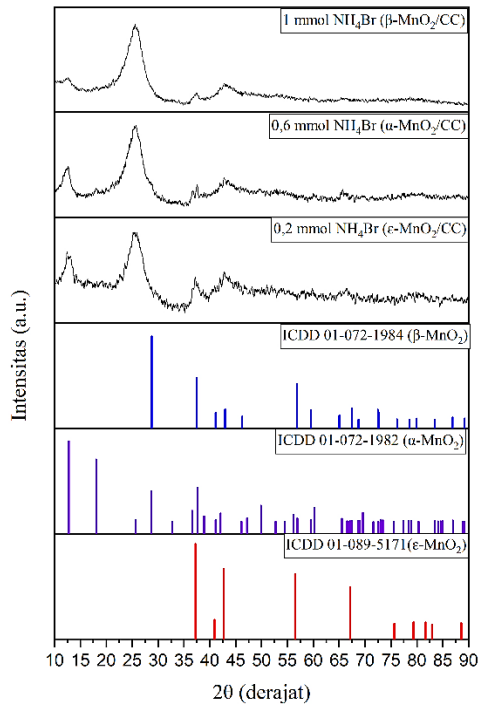 1 mmol NH₄Br (β-MnO₂/CC)
0,6 mmol NH₄Br (α-MnO₂/CC)
0,2 mmol NH₄Br (ε-MnO₂/CC)
ICDD 01-072-1984 (β-MnO₂)
ICDD 01-072-1982 (α-MnO₂)
ICDD 01-089-5171(ε-MnO₂)
Intensitas (a.u.)
10 15 20 25 30 35 40 45 50 55 60 65 70 75 80 85 90
2θ (derajat)